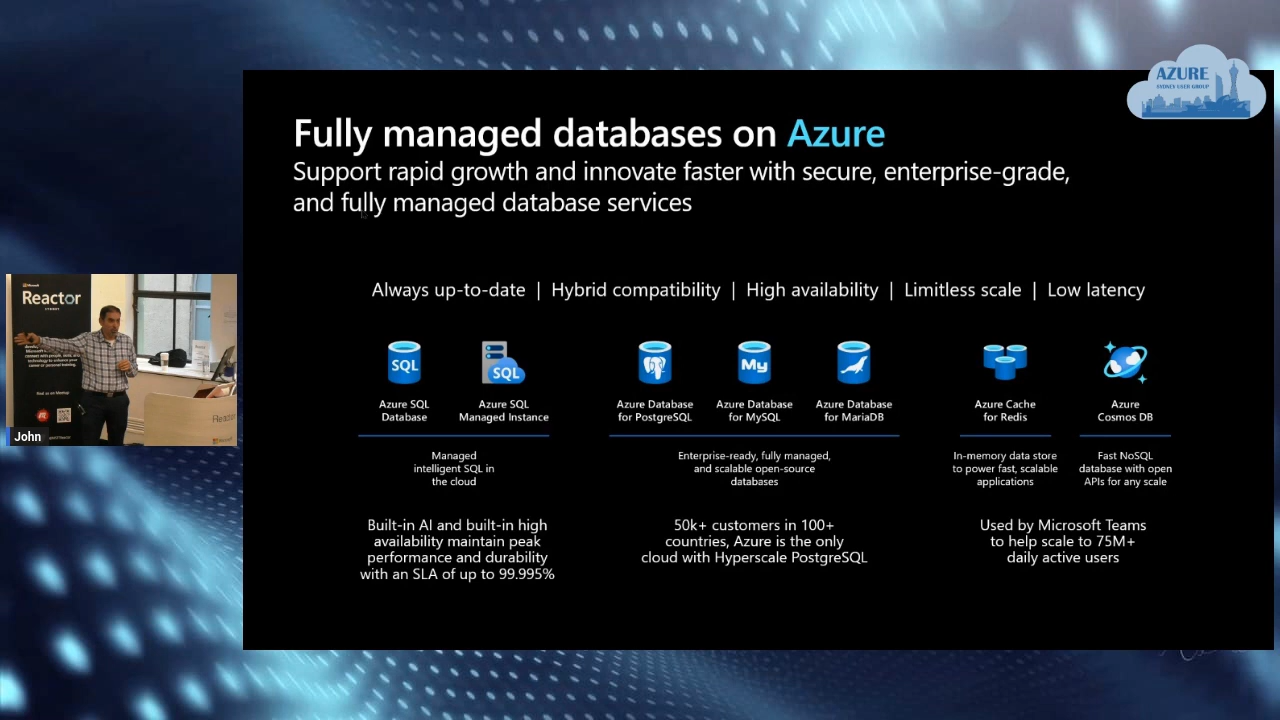 AZURE
SYDNEY USER GROUP
Fully managed databases on Azure
Support rapid growth and innovate faster with secure, enterprise-grade,
and fully managed database services
Always up-to-date | Hybrid compatibility | High availability | Limitless scale | Low latency
SQL
SQL
My
Azure SQL
Database
Azure SQL
Managed Instance
Azure Database
for PostgreSQL
Azure Database
for MySQL
Azure Database
for MariaDB
Azure Cache
for Redis
Azure
Cosmos DB
Managed
intelligent SQL in
the cloud
Enterprise-ready, fully managed,
and scalable open-source
databases
In-memory data store
to power fast, scalable
applications
Fast NoSQL
database with open
APIs for any scale
Built-in AI and built-in high
availability maintain peak
performance and durability
with an SLA of up to 99.995%
50k+ customers in 100+
countries, Azure is the only
cloud with Hyperscale PostgreSQL
Used by Microsoft Teams
to help scale to 75M+
daily active users
Microsoft
Reactor
SYDNEY
John